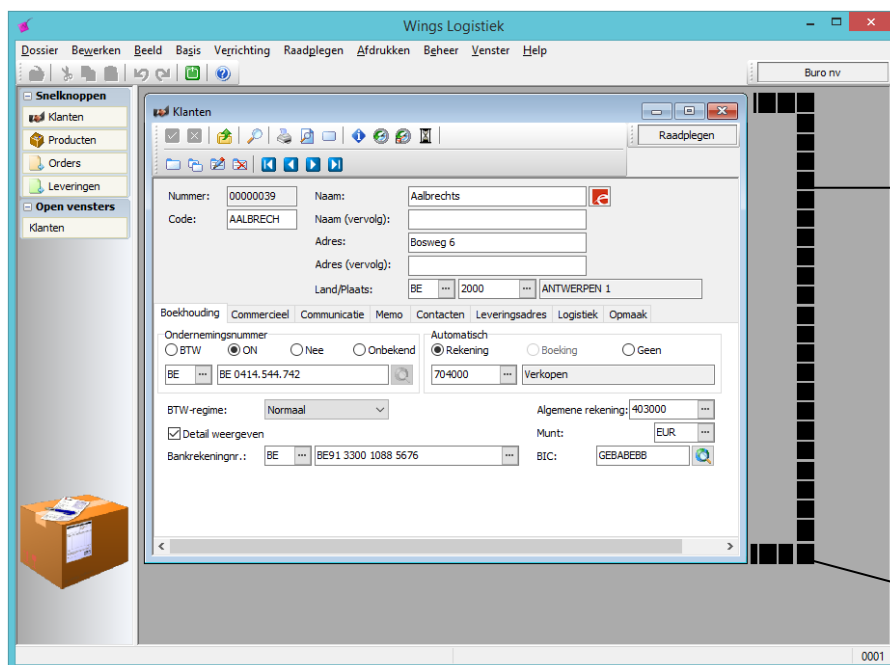 Wings Logistiek
Dossier Bewerken Beeld Basis Verrichting Raadplegen Afdrukken Beheer Venster Help
Buro nv
Snelknoppen
Klanten
Producten
Orders
Leveringen
Open vensters
Klanten
Klanten
Raadplegen
Nummer: 00000039 Naam: Aalbrechts
Code: AALBRECH Naam (vervolg):
Adres: Bosweg 6
Adres (vervolg):
Land/Plaats: BE ... 2000 ... ANTWERPEN 1
Boekhouding Commercieel Communicatie Memo Contacten Leveringsadres Logistiek Opmaak
Ondernemingsnummer Automatisch
BTW ON Nee Onbekend Rekening Boeking Geen
BE ... BE 0414.544.742 704000 ... Verkopen
BTW-regime: Normaal Algemene rekening: 403000 ...
Detail weergeven Munt: EUR ...
Bankrekeningnr.: BE ... BE91 3300 1088 5676 ... BIC: GEBABEBB
0001